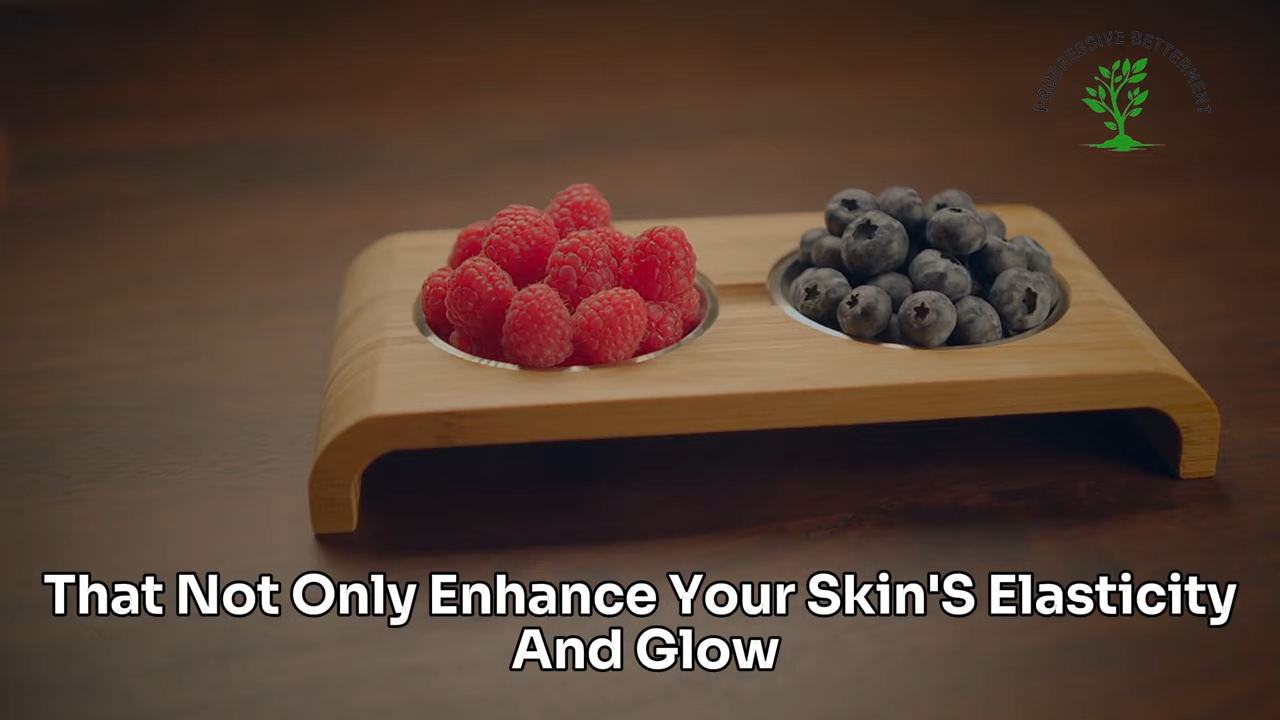 PROGRESSIVE BETTERMENT
That Not Only Enhance Your Skin'S Elasticity
And Glow